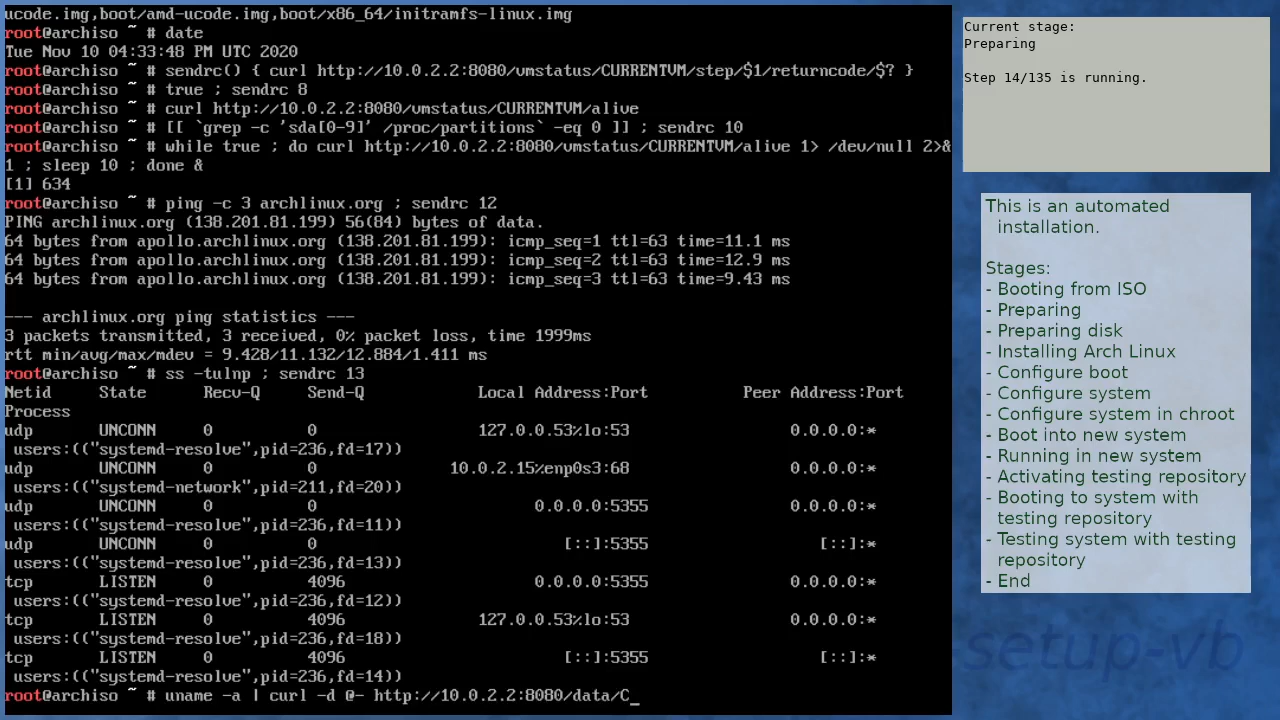 ucode.img,boot/amd-ucode.img,boot/x86_64/initramfs-linux.img
root@archiso ~ # date
Tue Nov 10 04:33:48 PM UTC 2020
root@archiso ~ # sendrc() { curl http://10.0.2.2:8080/vmstatus/CURRENTVM/step/$1/returncode/$? }
root@archiso ~ # true ; sendrc 8
root@archiso ~ # curl http://10.0.2.2:8080/vmstatus/CURRENTVM/alive
root@archiso ~ # [[ `grep -c 'sda[0-9]' /proc/partitions` -eq 0 ]] ; sendrc 10
root@archiso ~ # while true ; do curl http://10.0.2.2:8080/vmstatus/CURRENTVM/alive 1> /dev/null 2>&
1 ; sleep 10 ; done &
[1] 634
root@archiso ~ # ping -c 3 archlinux.org ; sendrc 12
PING archlinux.org (138.201.81.199) 56(84) bytes of data.
64 bytes from apollo.archlinux.org (138.201.81.199): icmp_seq=1 ttl=63 time=11.1 ms
64 bytes from apollo.archlinux.org (138.201.81.199): icmp_seq=2 ttl=63 time=12.9 ms
64 bytes from apollo.archlinux.org (138.201.81.199): icmp_seq=3 ttl=63 time=9.43 ms
--- archlinux.org ping statistics ---
3 packets transmitted, 3 received, 0% packet loss, time 1999ms
rtt min/avg/max/mdev = 9.428/11.132/12.884/1.411 ms
root@archiso ~ # ss -tulnp ; sendrc 13
Netid State Recv-Q Send-Q Local Address:Port Peer Address:Port
Process
udp UNCONN 0 0 127.0.0.53%lo:53 0.0.0.0:*
users:(("systemd-resolve",pid=236,fd=17))
udp UNCONN 0 0 10.0.2.15%enp0s3:68 0.0.0.0:*
users:(("systemd-network",pid=211,fd=20))
udp UNCONN 0 0 0.0.0.0:5355 0.0.0.0:*
users:(("systemd-resolve",pid=236,fd=11))
udp UNCONN 0 0 [::]:5355 [::]:*
users:(("systemd-resolve",pid=236,fd=13))
tcp LISTEN 0 4096 0.0.0.0:5355 0.0.0.0:*
users:(("systemd-resolve",pid=236,fd=12))
tcp LISTEN 0 4096 127.0.0.53%lo:53 0.0.0.0:*
users:(("systemd-resolve",pid=236,fd=18))
tcp LISTEN 0 4096 [::]:5355 [::]:*
users:(("systemd-resolve",pid=236,fd=14))
root@archiso ~ # uname -a | curl -d @- http://10.0.2.2:8080/data/C_
Current stage:
Preparing
Step 14/135 is running.
This is an automated
installation.
Stages:
- Booting from ISO
- Preparing
- Preparing disk
- Installing Arch Linux
- Configure boot
- Configure system
- Configure system in chroot
- Boot into new system
- Running in new system
- Activating testing repository
- Booting to system with
testing repository
- Testing system with testing
repository
- End
setup-vb